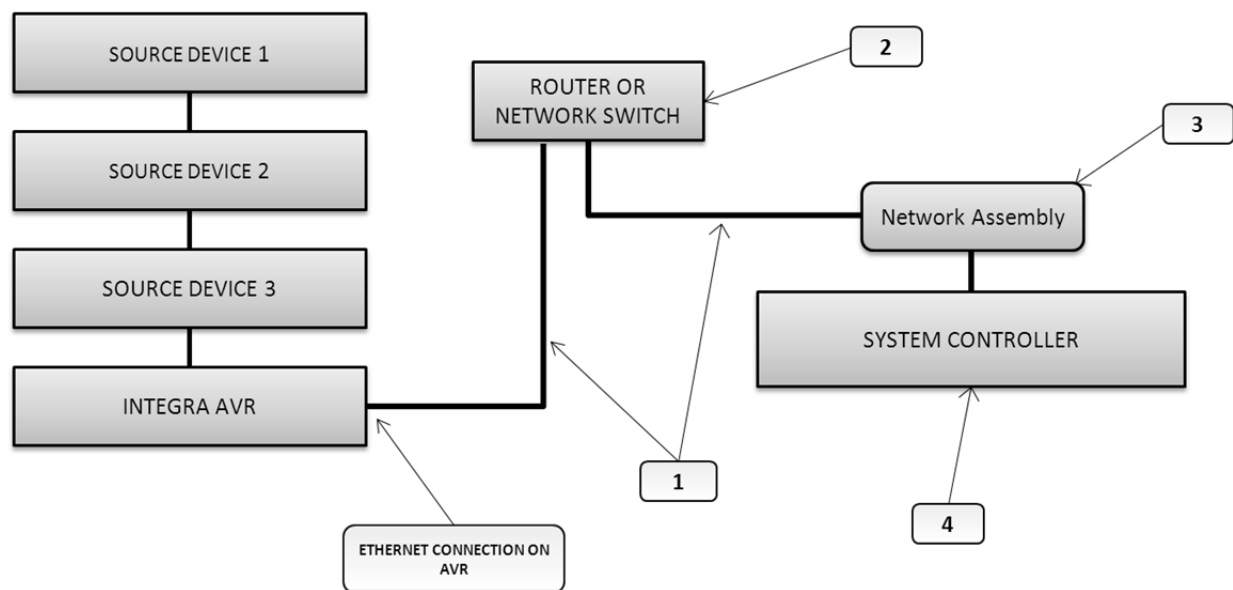 SOURCE DEVICE 1
SOURCE DEVICE 2
SOURCE DEVICE 3
INTEGRA AVR
ETHERNET CONNECTION ON
AVR
ROUTER OR
NETWORK SWITCH
1
2
3
Network Assembly
SYSTEM CONTROLLER
4